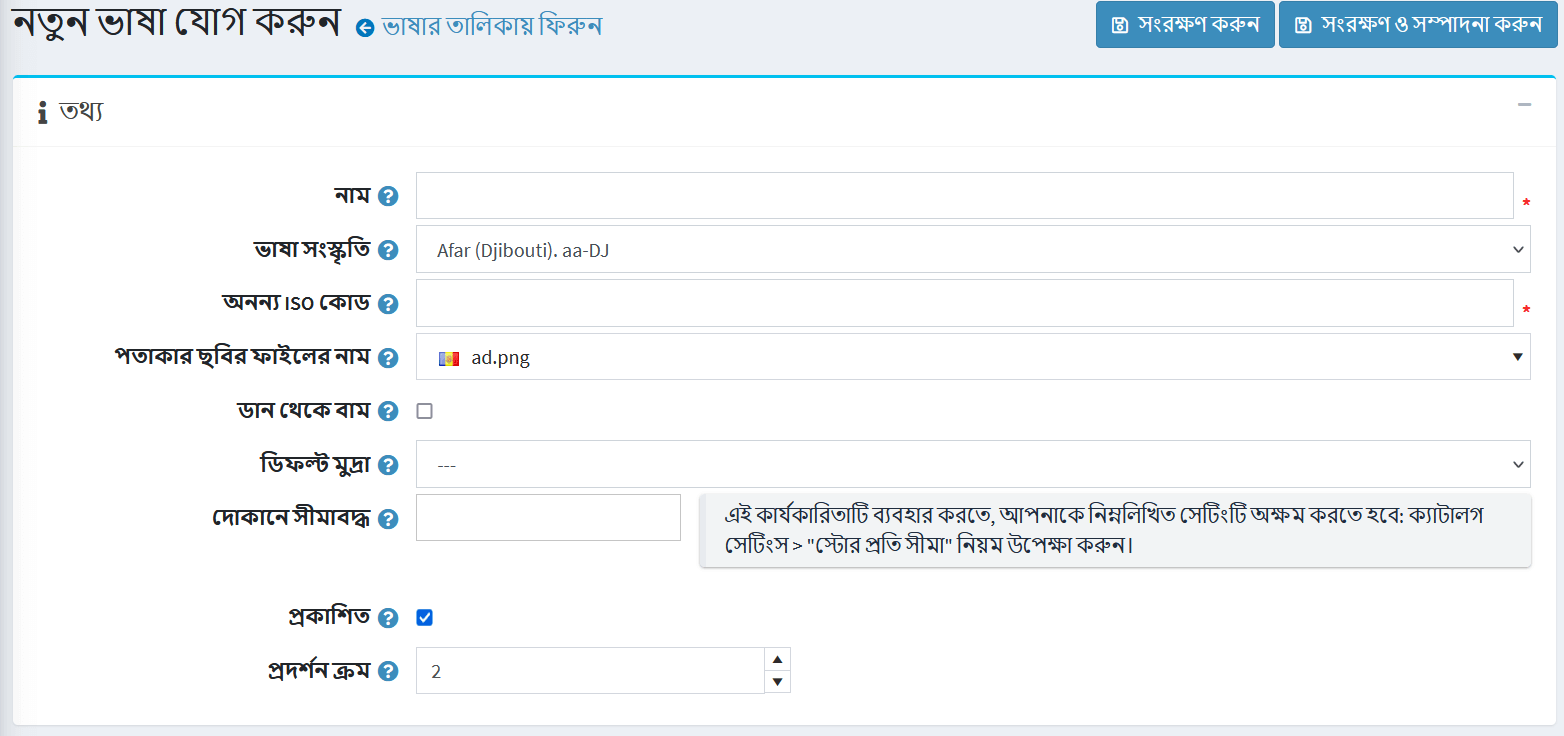 নতুন ভাষা যোগ করুন ভাষার তালিকায় ফিরুন
সংরক্ষণ করুন সংরক্ষণ ও সম্পাদনা করুন
তথ্য
নাম *
ভাষা সংস্কৃতি Afar (Djibouti). aa-DJ
অনন্য ISO কোড *
পতাকার ছবির ফাইলের নাম ad.png
ডান থেকে বাম
ডিফল্ট মুদ্রা ---
দোকানে সীমাবদ্ধ এই কার্যকারিতাটি ব্যবহার করতে, আপনাকে নিম্নলিখিত সেটিংটি অক্ষম করতে হবে: ক্যাটালগ
সেটিংস > "স্টোর প্রতি সীমা" নিয়ম উপেক্ষা করুন।
প্রকাশিত
প্রদর্শন ক্রম 2